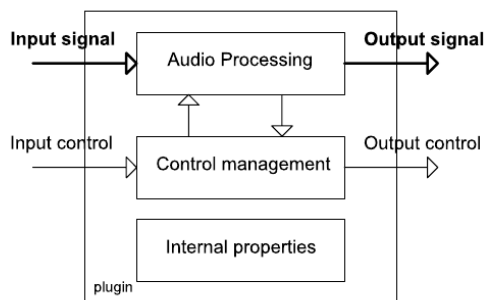 Input signal
Output signal
Audio Processing
Input control
Output control
Control management
Internal properties
plugin